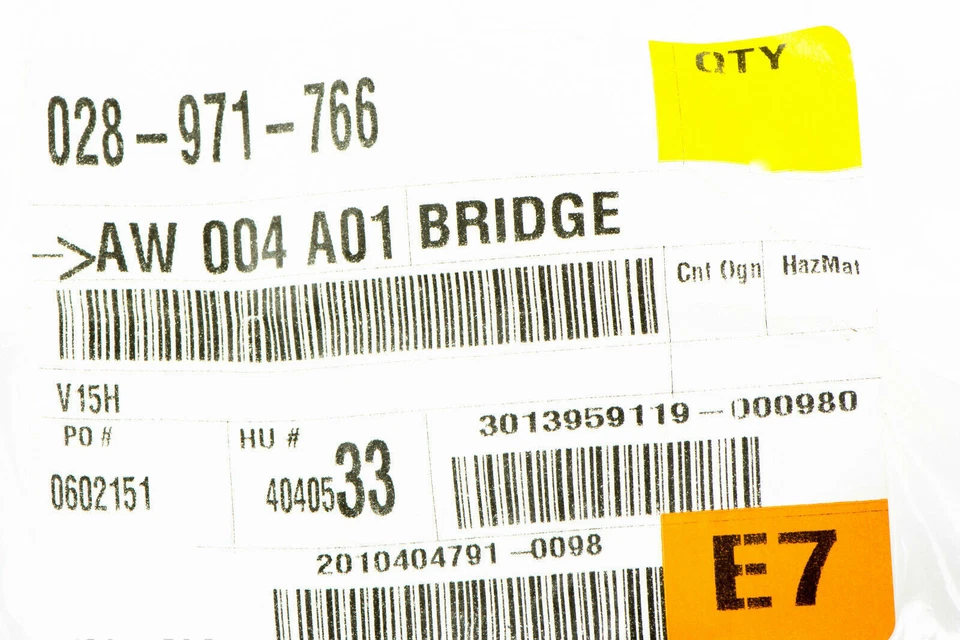 QTY
028-971-766
AW 004 A01 BRIDGE
Cnt Ogn HazMat
V15H
3013959119-000980
PO # HU #
0602151 4040533
2010404791-0098
E7